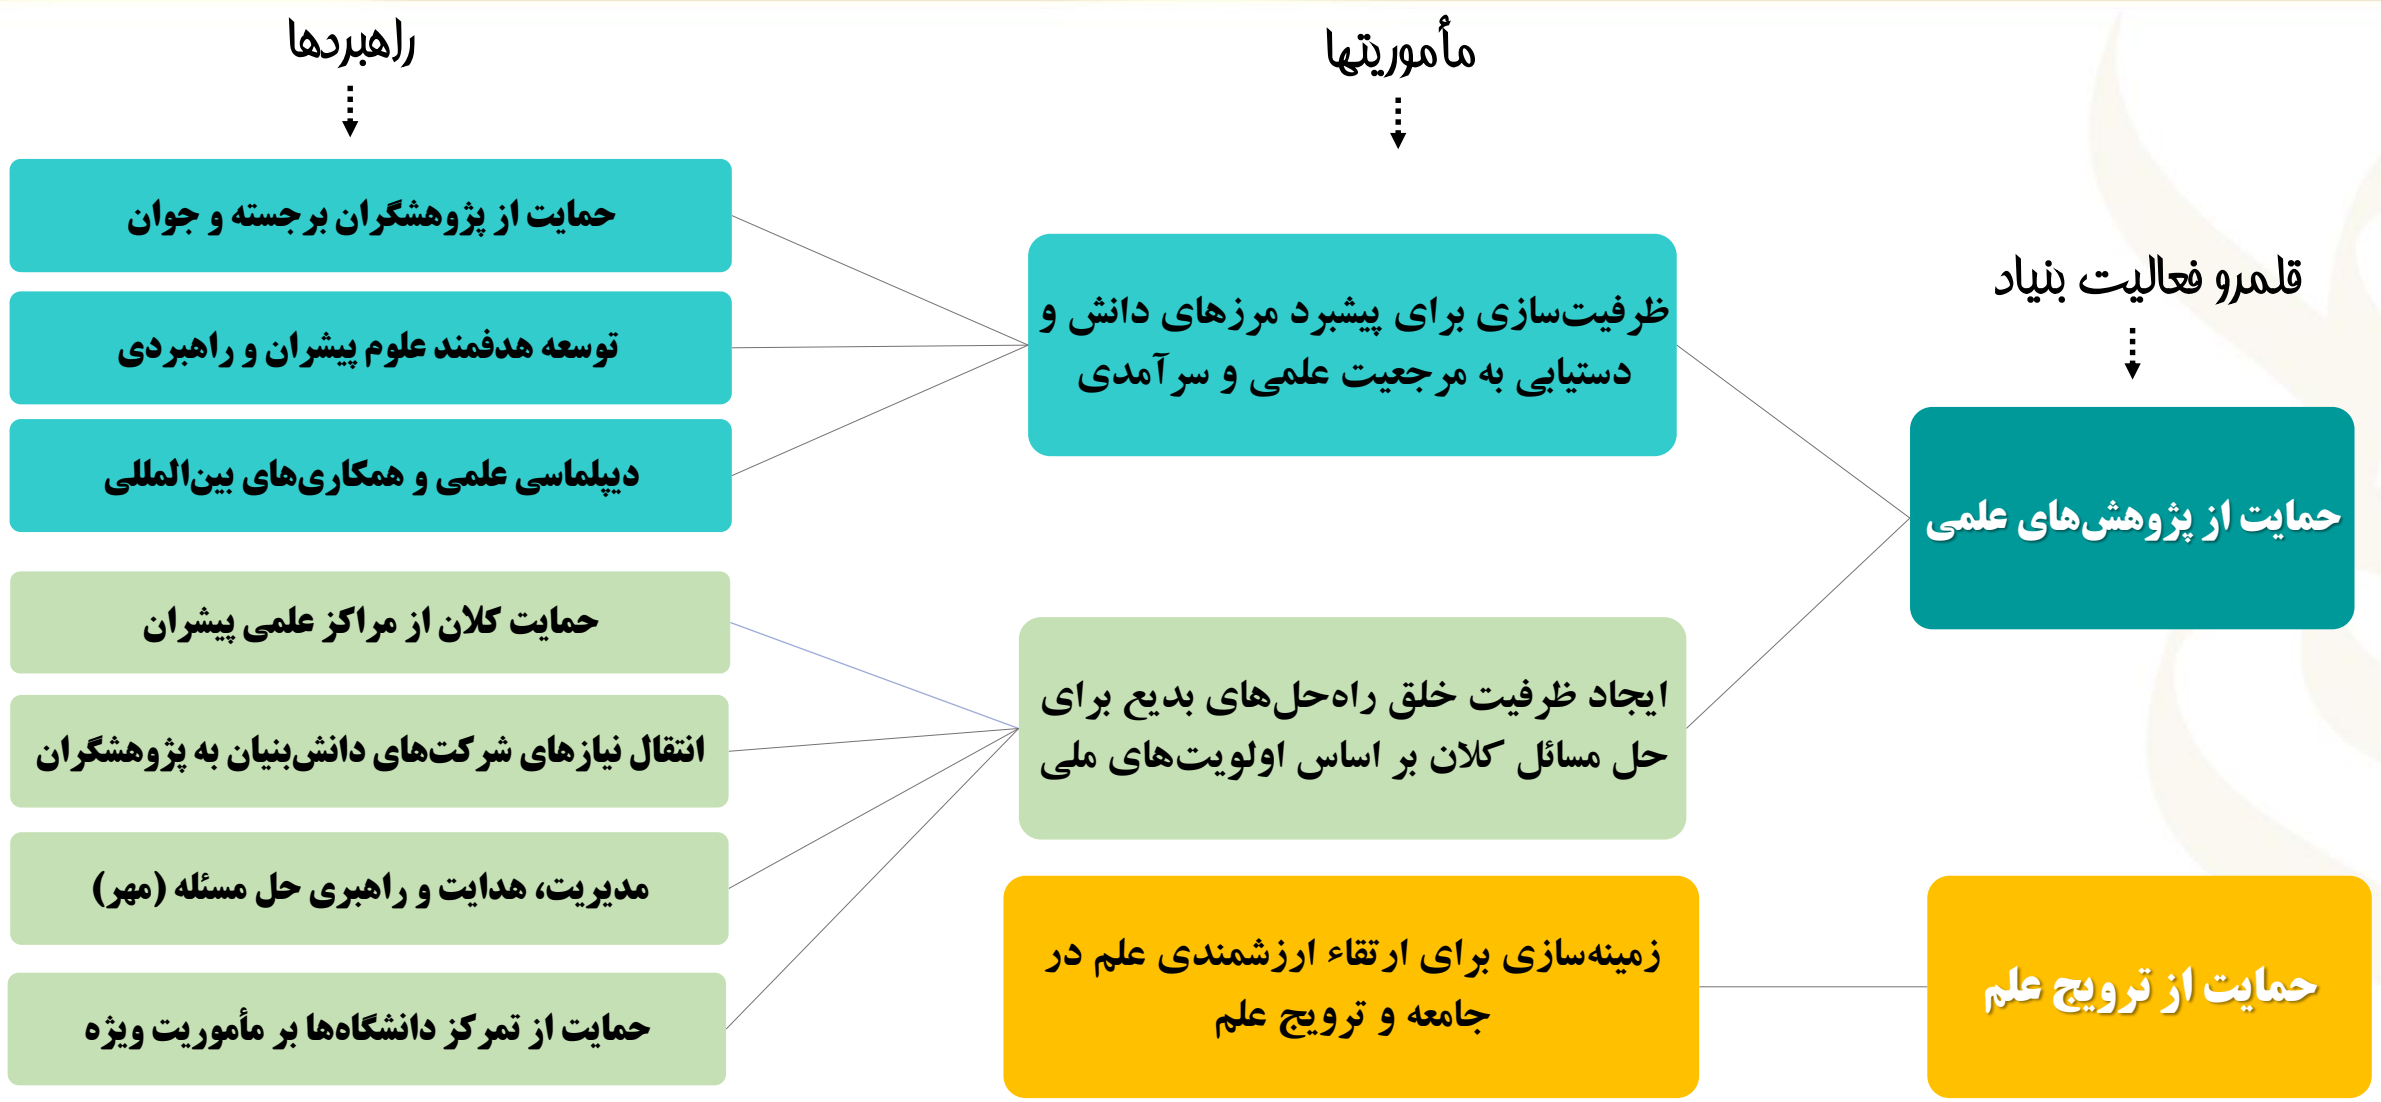 قلمرو فعالیت بنیاد
حمایت از پژوهش‌های علمی
حمایت از ترویج علم
مأموریتها
ظرفیت‌سازی برای پیشبرد مرزهای دانش و
دستیابی به مرجعیت علمی و سرآمدی
ایجاد ظرفیت خلق راه‌حل‌های بدیع برای
حل مسائل کلان بر اساس اولویت‌های ملی
زمینه‌سازی برای ارتقاء ارزشمندی علم در
جامعه و ترویج علم
راهبردها
حمایت از پژوهشگران برجسته و جوان
توسعه هدفمند علوم پیشران و راهبردی
دیپلماسی علمی و همکاری‌های بین‌المللی
حمایت کلان از مراکز علمی پیشران
انتقال نیازهای شرکت‌های دانش‌بنیان به پژوهشگران
مدیریت، هدایت و راهبری حل مسئله (مهر)
حمایت از تمرکز دانشگاه‌ها بر مأموریت ویژه